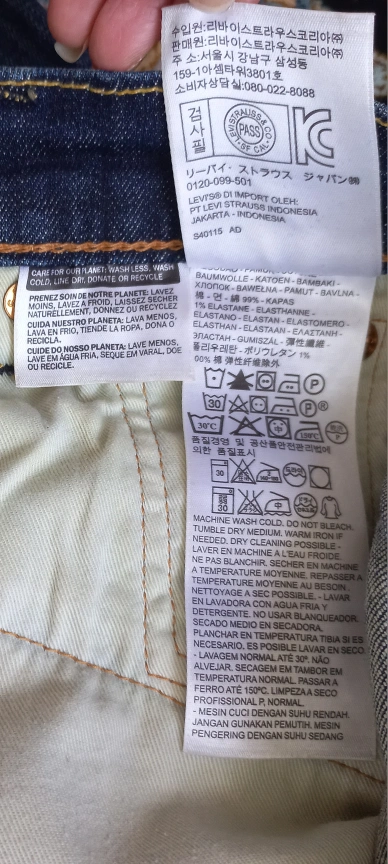 수입원:리바이스트라우스코리아㈜
판매원:리바이스트라우스코리아㈜
주 소:서울시 강남구 삼성동
159-1아셈타워3801호
소비자상담실:080-022-8088
검사필
LEVI STRAUSS & CO.
PASS
S.F. CAL.
リーバイ・ストラウス ジャパン㈱
0120-099-501
LEVI'S® DI IMPORT OLEH:
PT LEVI STRAUSS INDONESIA
JAKARTA - INDONESIA
S40115 AD
CARE FOR OUR PLANET: WASH LESS, WASH
COLD, LINE DRY, DONATE OR RECYCLE
PRENEZ SOIN DE NOTRE PLANETE: LAVEZ
MOINS, LAVEZ A FROID, LAISSEZ SECHER
NATURELLEMENT, DONNEZ OU RECYCLEZ
CUIDA NUESTRO PLANETA: LAVA MENOS,
LAVA EN FRIO, TIENDE LA ROPA, DONA O
RECICLA.
CUIDE DO NOSSO PLANETA: LAVE MENOS,
LAVE EM ÁGUA FRIA, SEQUE EM VARAL, DOE
OU RECICLE.
BAUMWOLLE - KATOEN - BAMBAKI -
ХЛОПОК - BAWEŁNA - PAMUT - BAVLNA -
棉 - 면 - 綿 99% - KAPAS
1% ELASTANE - ELASTHANNE -
ELASTANO - ELASTAN - ELASTOMERO -
ELASTHAN - ELASTAAN - ΕΛΑΖΤΑΝΗ -
ЭЛАСТАН - GUMISZÁL - 彈性纖維 -
폴리우레탄 - ポリウレタン 1%
00% 棉 弹性纤维除外
P
30
P
30°C
150°C
품질경영 및 공산품안전관리법에
의한 품질표시
30
30
MACHINE WASH COLD. DO NOT BLEACH.
TUMBLE DRY MEDIUM. WARM IRON IF
NEEDED. DRY CLEANING POSSIBLE -
LAVER EN MACHINE A L'EAU FROIDE.
NE PAS BLANCHIR. SECHER EN MACHINE
A TEMPERATURE MOYENNE. REPASSER A
TEMPERATURE MOYENNE AU BESOIN.
NETTOYAGE A SEC POSSIBLE. - LAVAR
EN LAVADORA CON AGUA FRIA Y
DETERGENTE. NO USAR BLANQUEADOR.
SECADO MEDIO EN SECADORA.
PLANCHAR EN TEMPERATURA TIBIA SI ES
NECESARIO. ES POSIBLE LAVAR EN SECO.
- LAVAGEM NORMAL ATÉ 30º. NÃO
ALVEJAR. SECAGEM EM TAMBOR EM
TEMPERATURA NORMAL. PASSAR A
FERRO ATÉ 150ºC. LIMPEZA A SECO
PROFISSIONAL P, NORMAL.
- MESIN CUCI DENGAN SUHU RENDAH.
JANGAN GUNAKAN PEMUTIH. MESIN
PENGERING DENGAN SUHU SEDANG